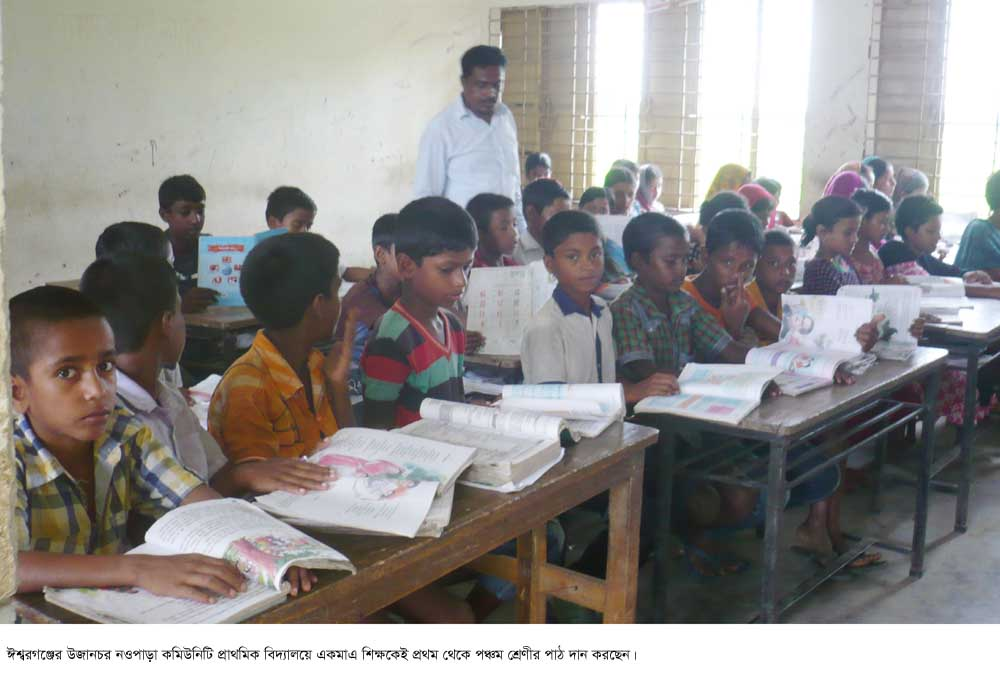 ঈশ্বরগঞ্জের উজানচর নওপাড়া কমিউনিটি প্রাথমিক বিদ্যালয়ে একমাএ শিক্ষকেই প্রথম থেকে পঞ্চম শ্রেণীর পাঠ দান করছেন।